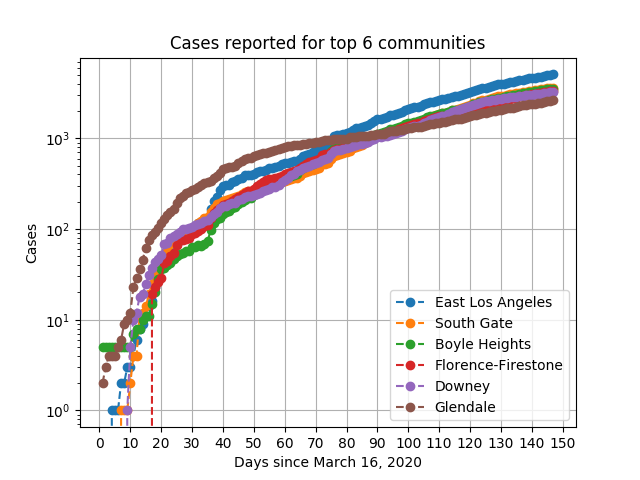 Cases reported for top 6 communities
Cases
10³
10²
10¹
10⁰
East Los Angeles
South Gate
Boyle Heights
Florence-Firestone
Downey
Glendale
0 10 20 30 40 50 60 70 80 90 100 110 120 130 140 150
Days since March 16, 2020